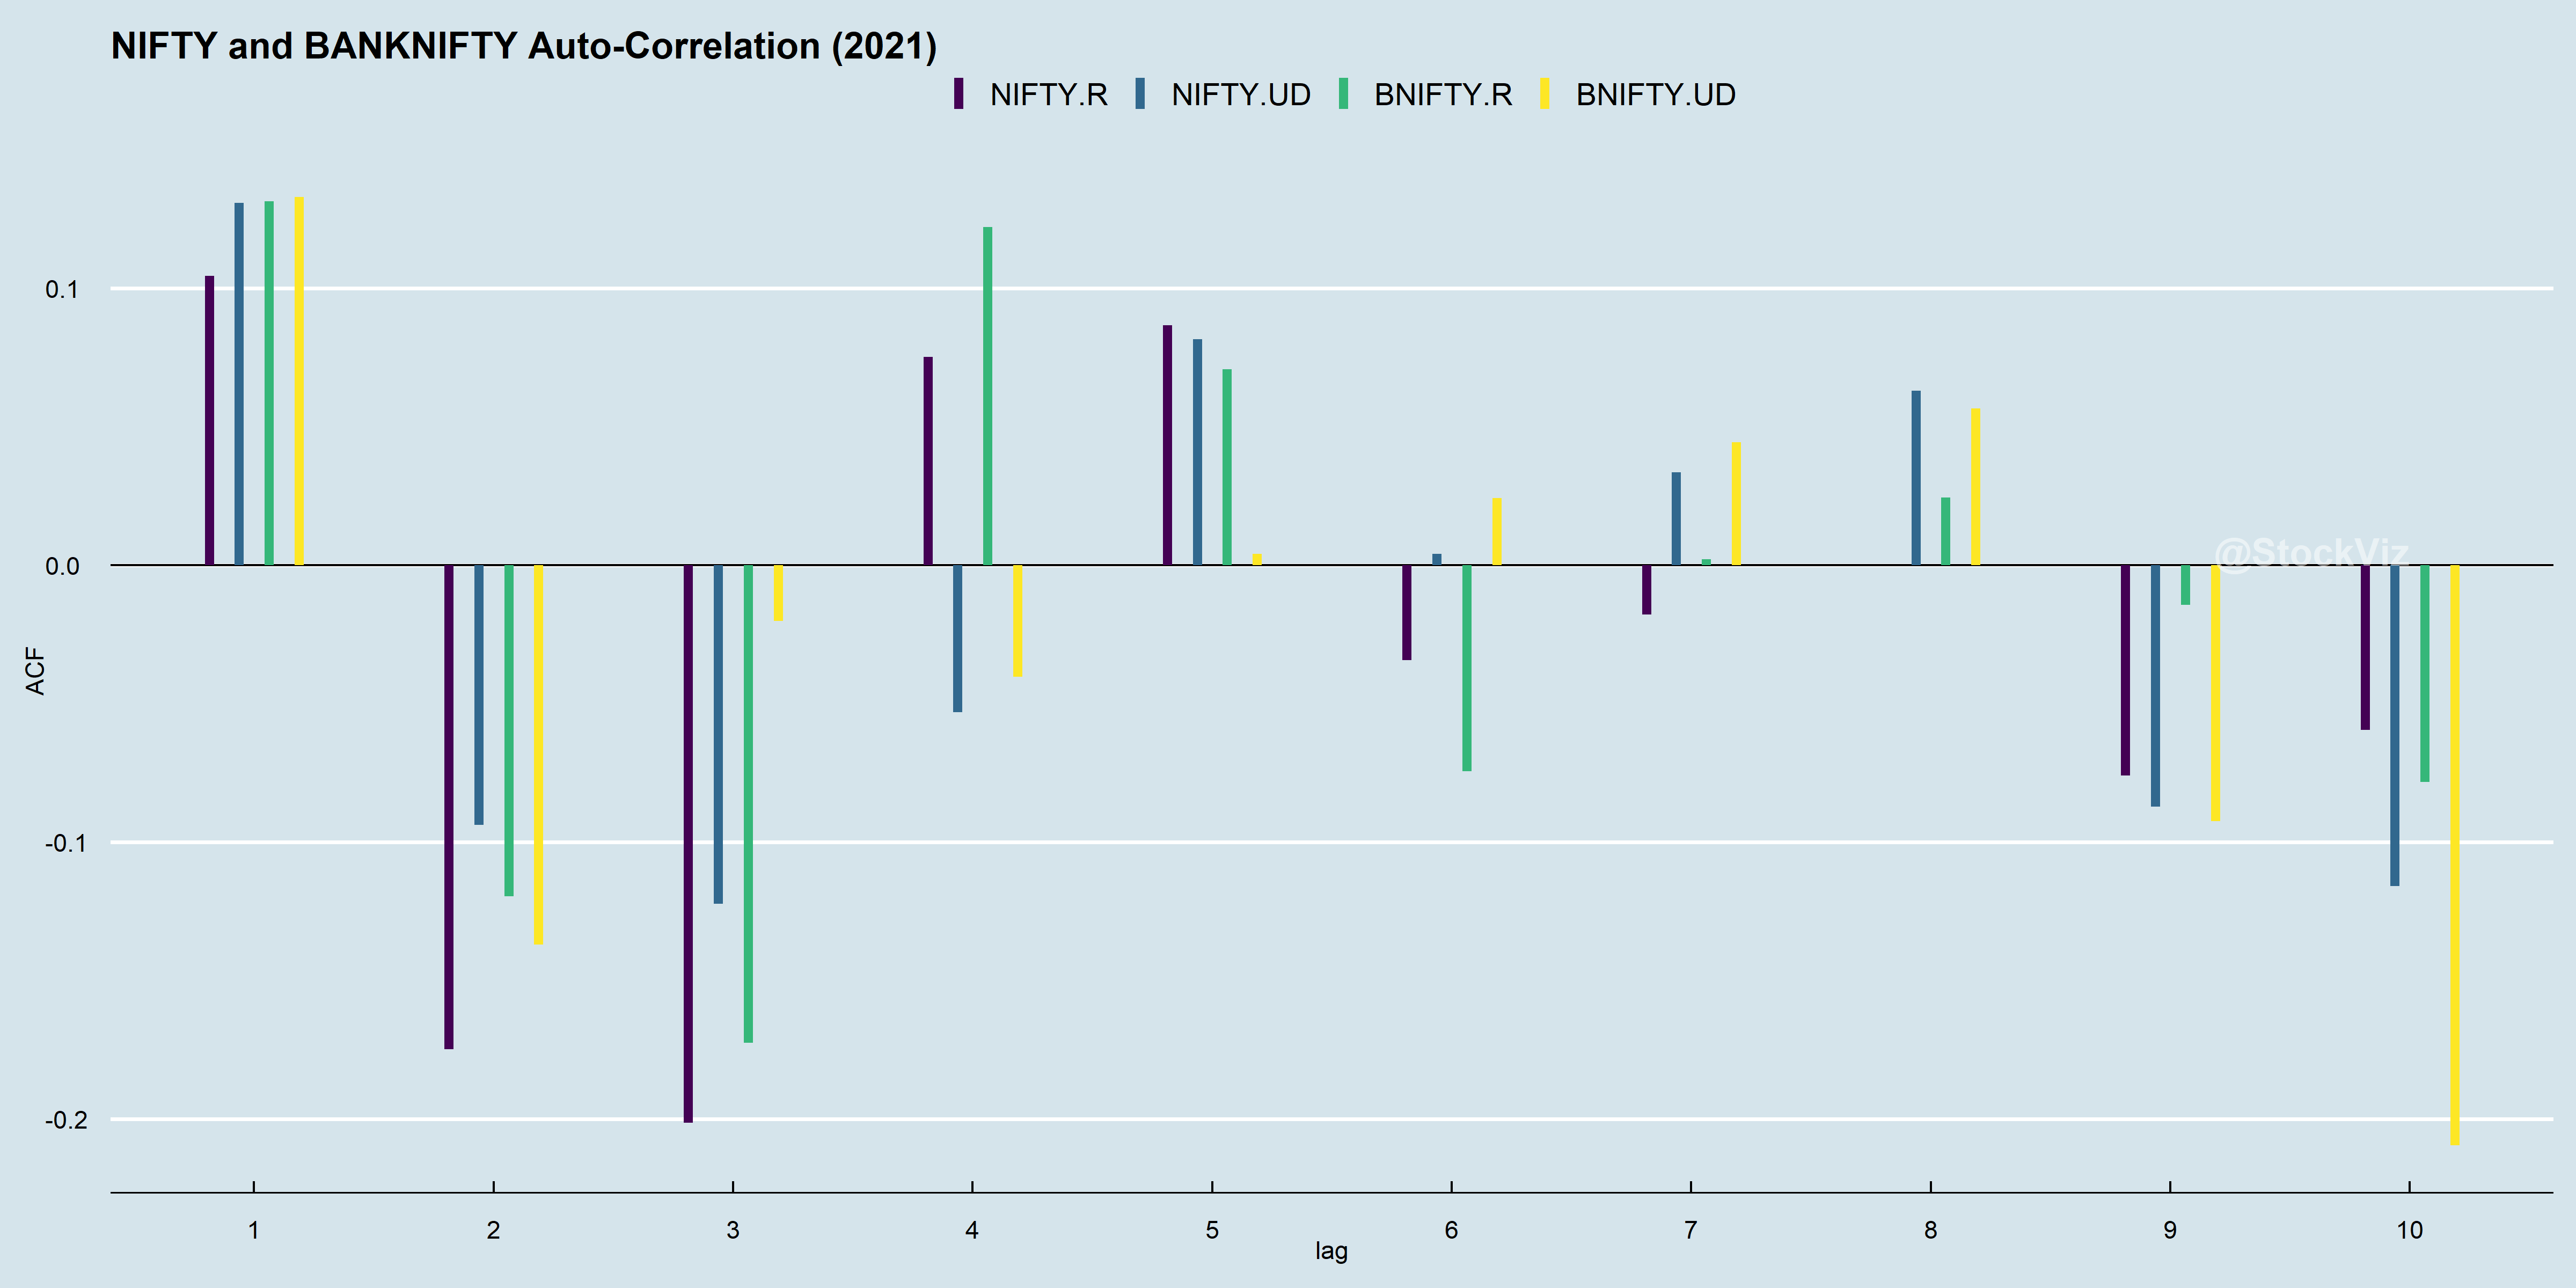 NIFTY and BANKNIFTY Auto-Correlation (2021)
NIFTY.R NIFTY.UD BNIFTY.R BNIFTY.UD
0.1
0.0
-0.1
-0.2
ACF
@StockViz
1 2 3 4 5 6 7 8 9 10
lag